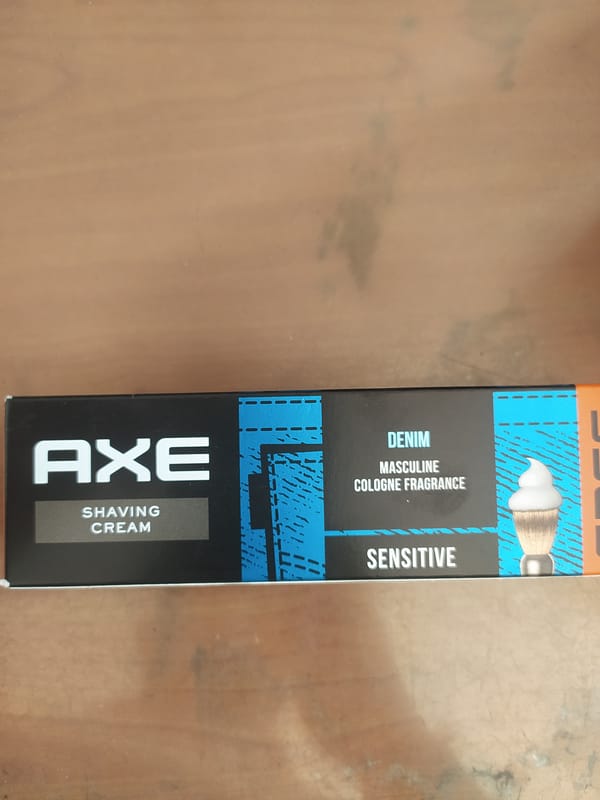 AXE
SHAVING
CREAM
DENIM
MASCULINE
COLOGNE FRAGRANCE
SENSITIVE